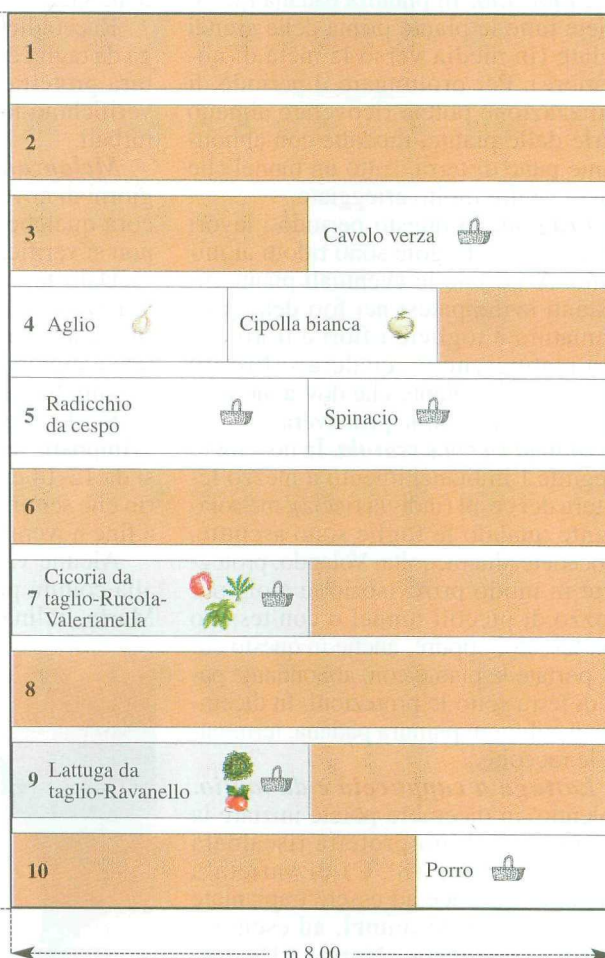 1
2
3 Cavolo verza
4 Aglio Cipolla bianca
5 Radicchio
da cespo Spinacio
6
7 Cicoria da
taglio-Rucola-
Valerianella
8
9 Lattuga da
taglio-Ravanello
10 Porro
m 8,00